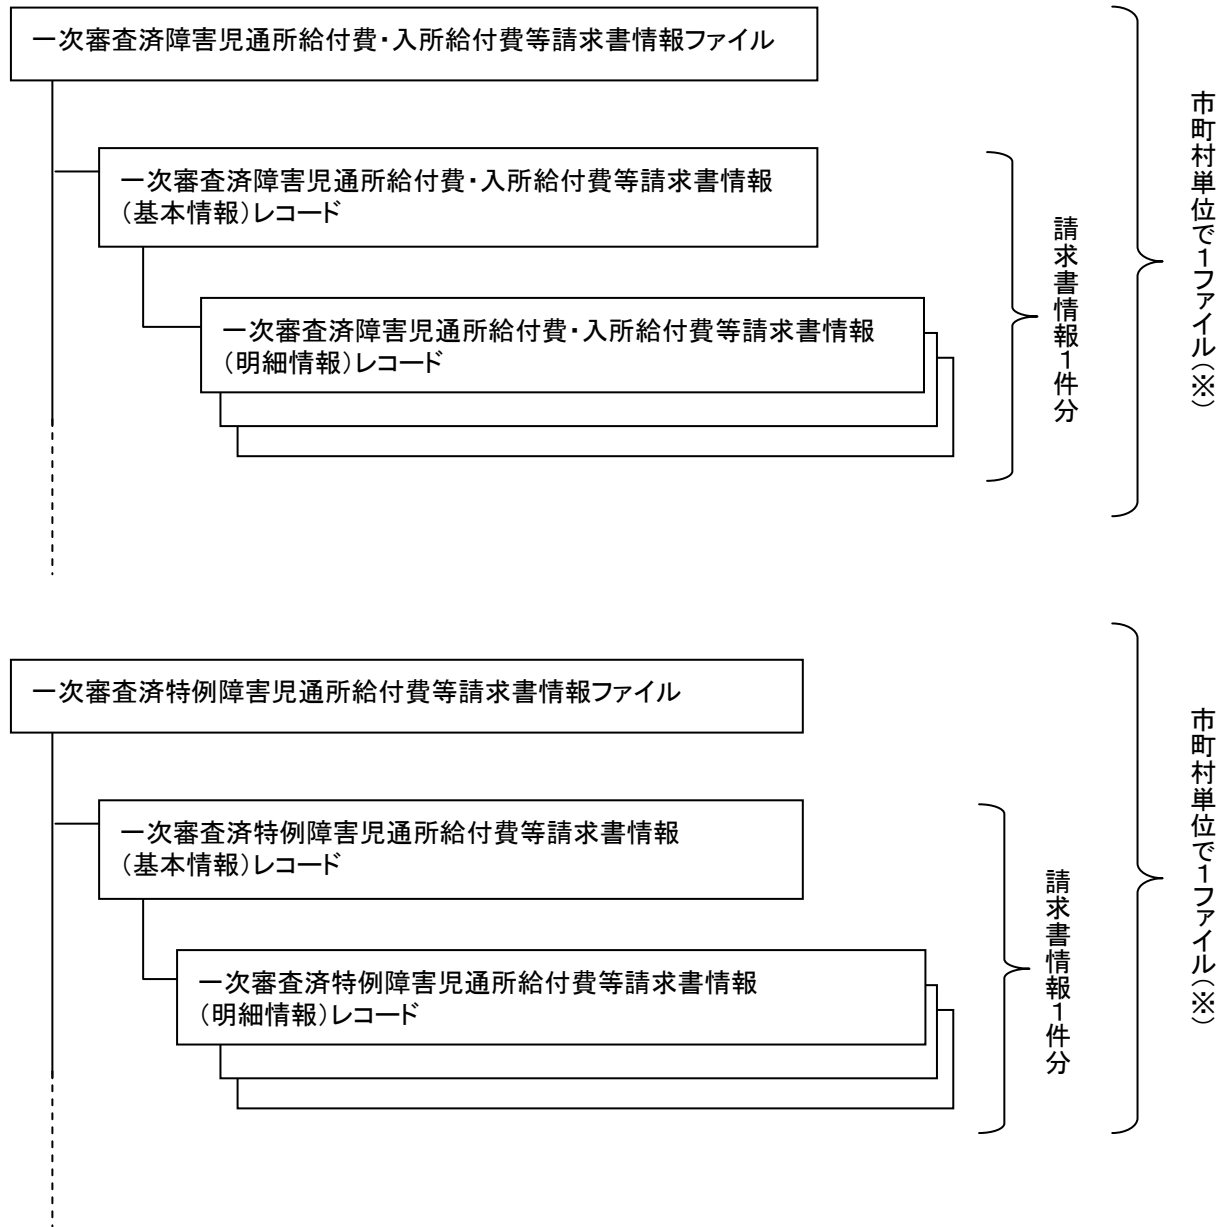 一次審査済障害児通所給付費・入所給付費等請求書情報ファイル
一次審査済障害児通所給付費・入所給付費等請求書情報
（基本情報）レコード
一次審査済障害児通所給付費・入所給付費等請求書情報
（明細情報）レコード
請求書情報１件分
市町村単位で１ファイル（※）
一次審査済特例障害児通所給付費等請求書情報ファイル
一次審査済特例障害児通所給付費等請求書情報
（基本情報）レコード
一次審査済特例障害児通所給付費等請求書情報
（明細情報）レコード
請求書情報１件分
市町村単位で１ファイル（※）